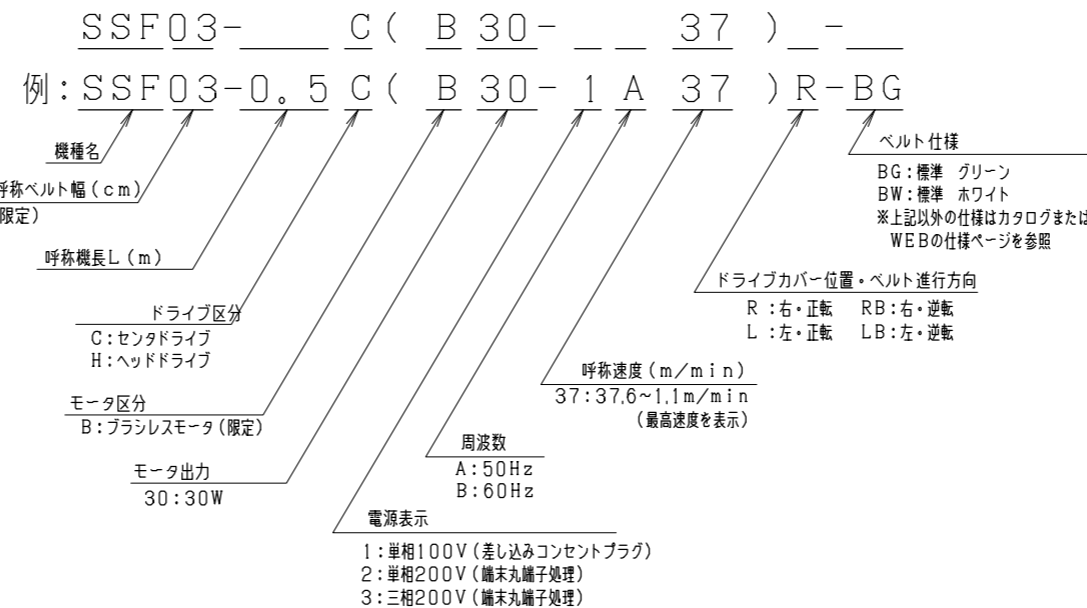 SSF03-　　C(B30-　　37)　-
例:SSF03-0.5C(B30-1A37)R-BG
機種名
呼称ベルト幅(cm)
限定)
呼称機長L(m)
ドライブ区分
C:センタドライブ
H:ヘッドドライブ
モータ区分
B:ブラシレスモータ(限定)
モータ出力
30:30W
電源表示
1:単相100V(差し込みコンセントプラグ)
2:単相200V(端末丸端子処理)
3:三相200V(端末丸端子処理)
周波数
A:50Hz
B:60Hz
呼称速度(m/min)
37:37.6~1.1m/min
(最高速度を表示)
ドライブカバー位置・ベルト進行方向
R:右・正転　RB:右・逆転
L:左・正転　LB:左・逆転
ベルト仕様
BG:標準 グリーン
BW:標準 ホワイト
※上記以外の仕様はカタログまたは
WEBの仕様ページを参照